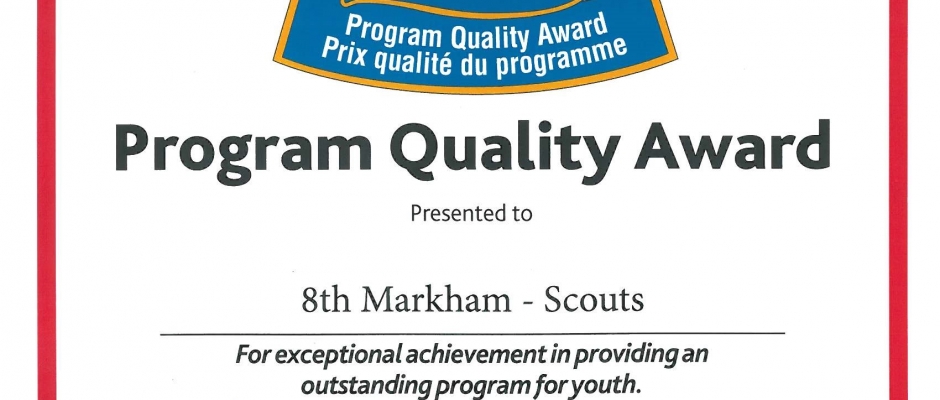 Program Quality Award
Prix qualité du programme
Program Quality Award
Presented to
8th Markham - Scouts
For exceptional achievement in providing an
outstanding program for youth.